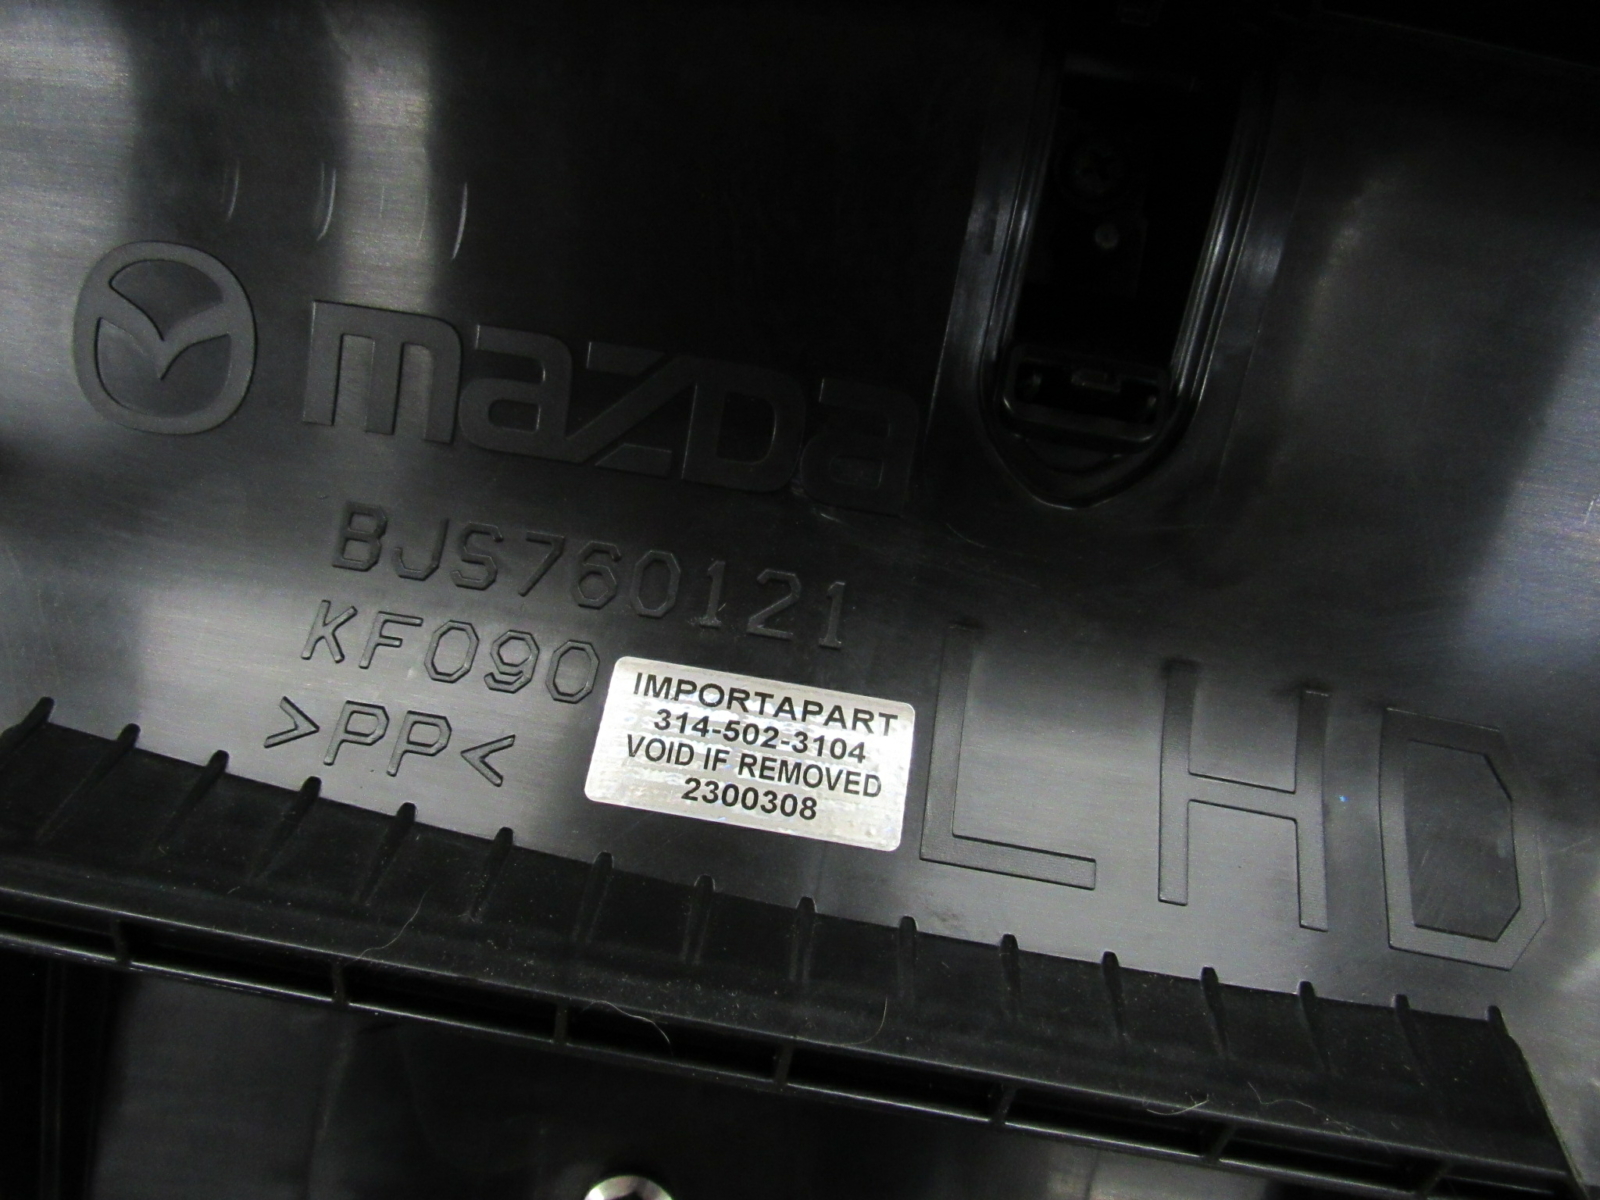 mazda
BJS760121
KF090
>PP<
IMPORTAPART
314-502-3104
VOID IF REMOVED
2300308
LHD